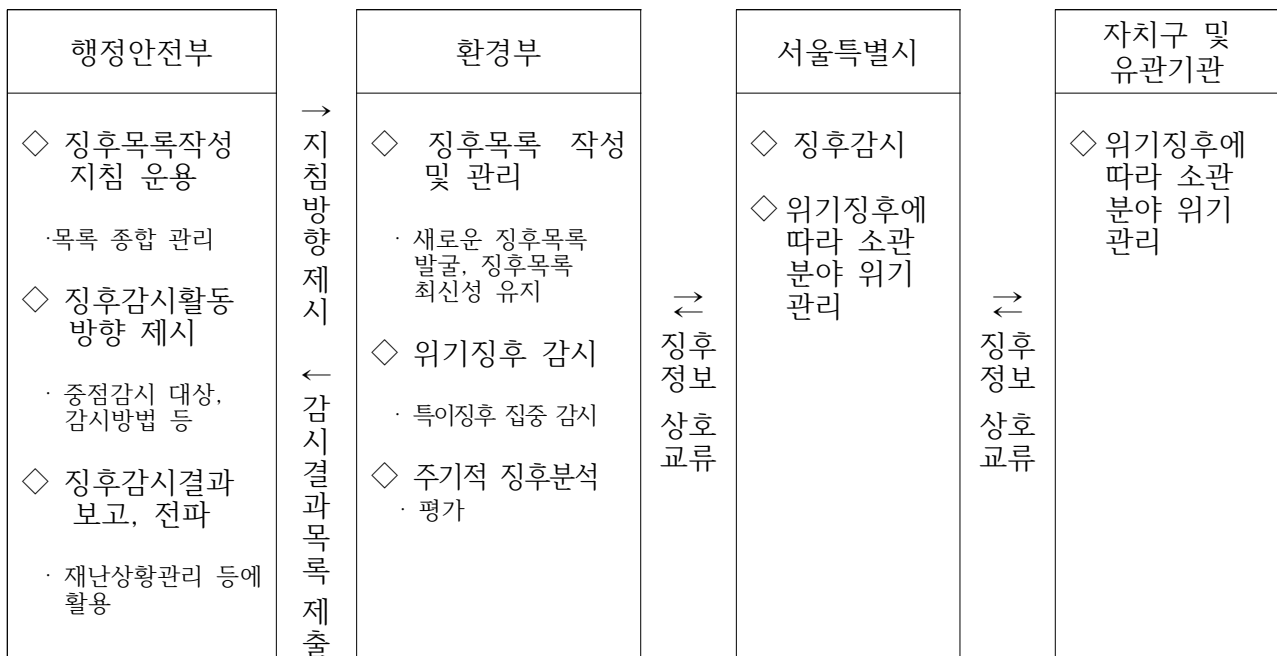 행정안전부
◇ 징후목록작성
지침 운용
·목록 종합 관리
◇ 징후감시활동
방향 제시
· 중점감시 대상,
감시방법 등
◇ 징후감시결과
보고, 전파
· 재난상황관리 등에
활용
→
지
침
방
향
제
시
←
감
시
결
과
목
록
제
출
환경부
◇ 징후목록 작성
및 관리
· 새로운 징후목록
발굴, 징후목록
최신성 유지
◇ 위기징후 감시
· 특이징후 집중 감시
◇ 주기적 징후분석
· 평가
⇄
징후
정보
상호
교류
서울특별시
◇ 징후감시
◇ 위기징후에
따라 소관
분야 위기
관리
⇄
징후
정보
상호
교류
자치구 및
유관기관
◇ 위기징후에
따라 소관
분야 위기
관리